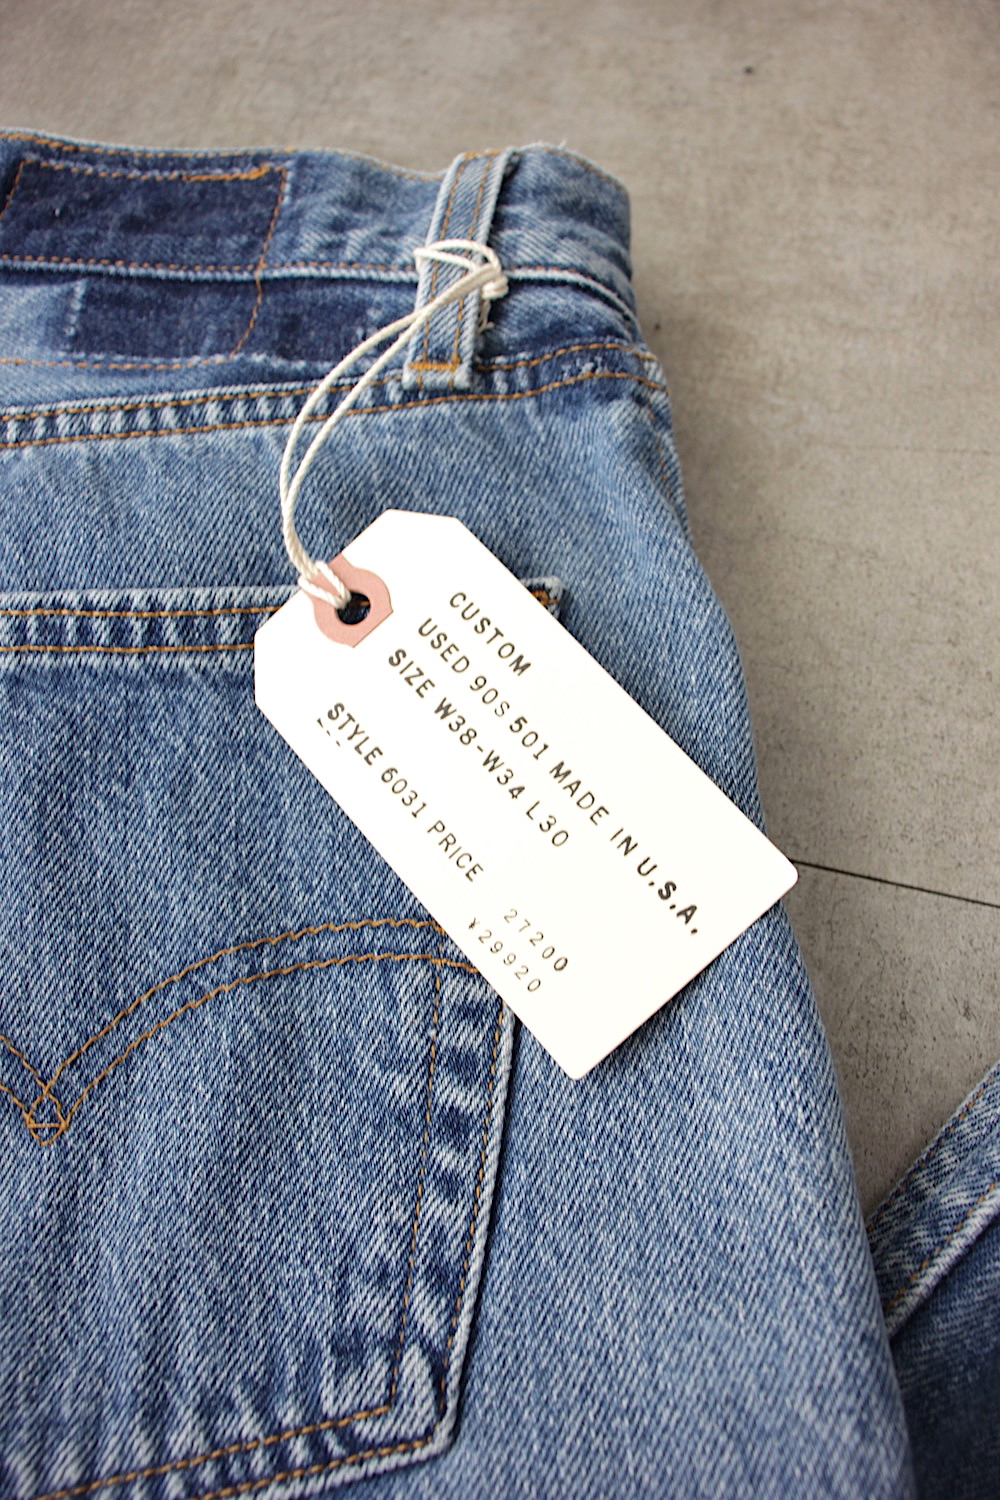 CUSTOM
USED 90S 501 MADE IN U.S.A.
SIZE W38-W34 L30
STYLE 6031 PRICE
27200
¥29920